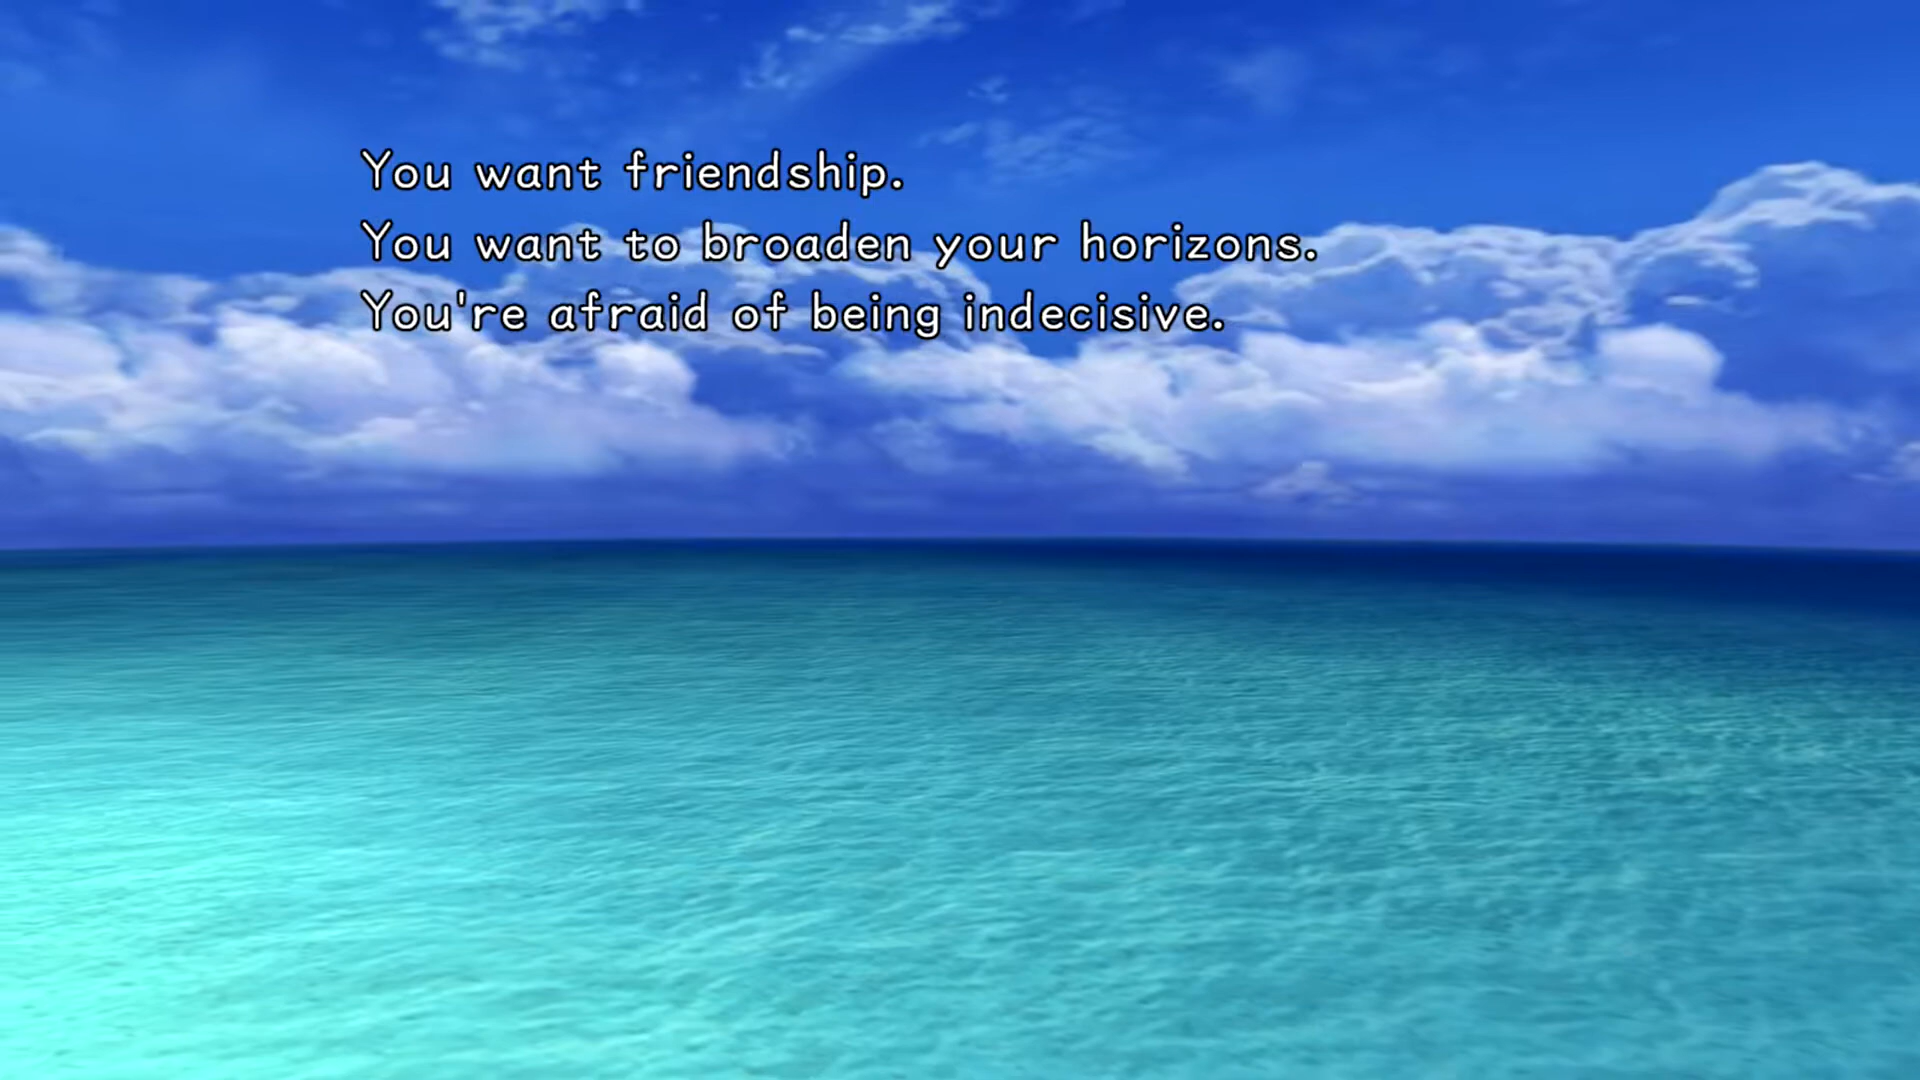 You want friendship.
You want to broaden your horizons.
You're afraid of being indecisive.